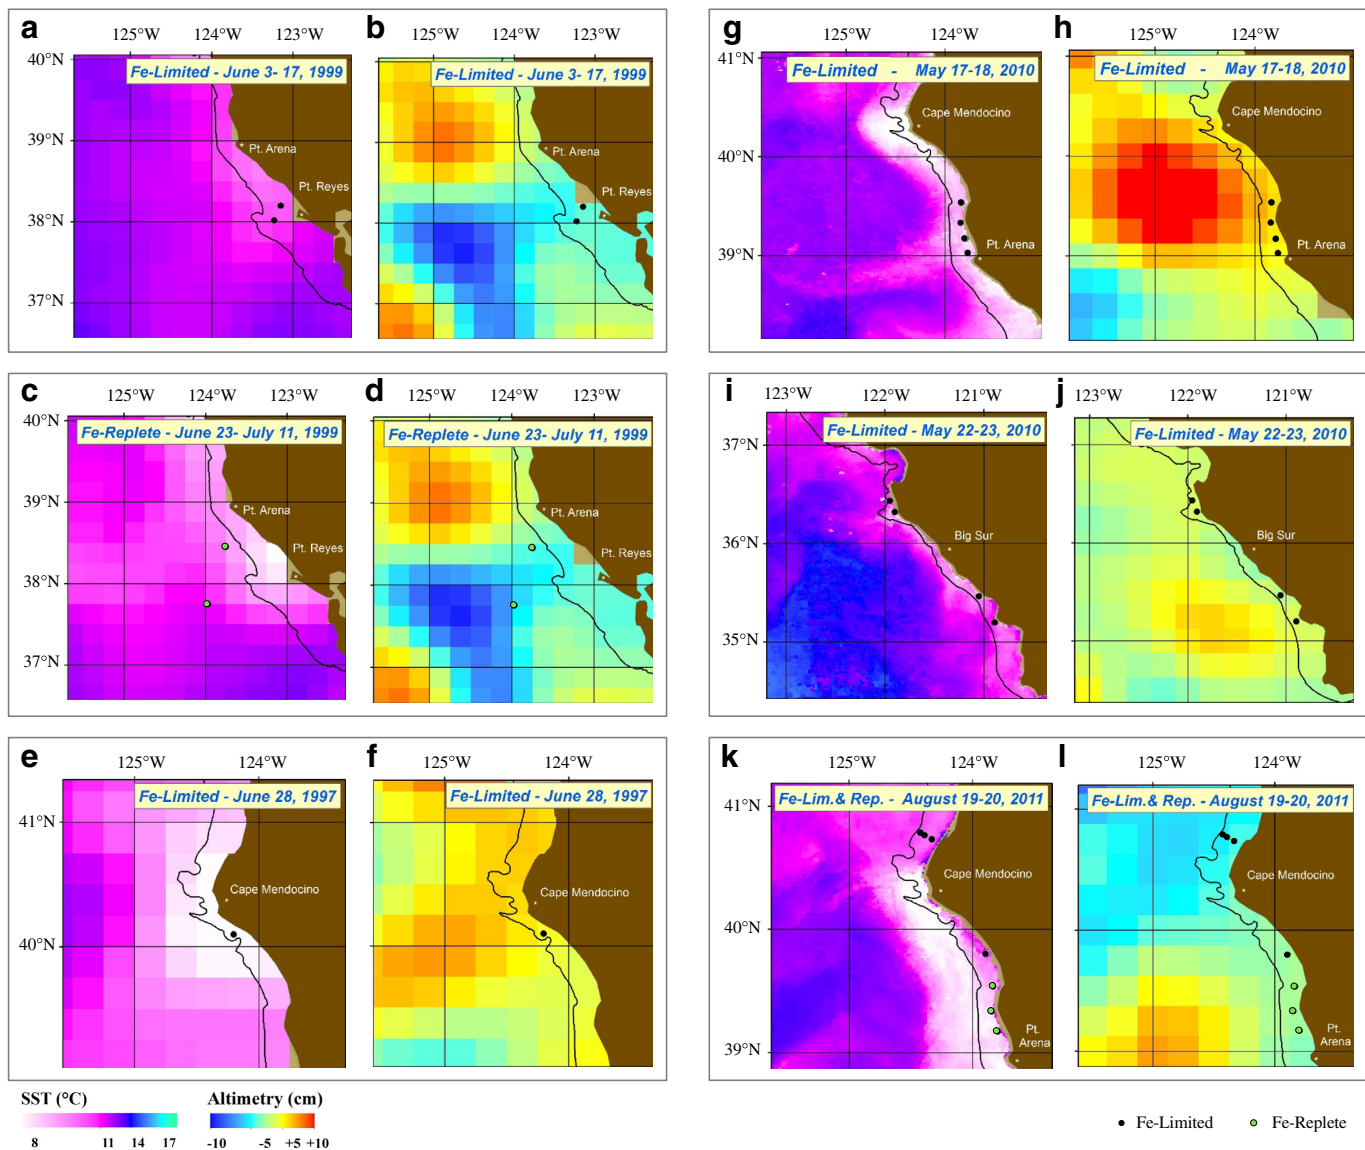 a
b
125°W 124°W 123°W
125°W 124°W 123°W
40°N
39°N
38°N
37°N
Fe-Limited - June 3- 17, 1999
Fe-Limited - June 3- 17, 1999
Pt. Arena
Pt. Reyes
Pt. Arena
Pt. Reyes
g
h
125°W 124°W
125°W 124°W
41°N
40°N
39°N
Fe-Limited - May 17-18, 2010
Fe-Limited - May 17-18, 2010
Cape Mendocino
Pt. Arena
Cape Mendocino
Pt. Arena
c
d
125°W 124°W 123°W
125°W 124°W 123°W
40°N
39°N
38°N
37°N
Fe-Replete - June 23- July 11, 1999
Fe-Replete - June 23- July 11, 1999
Pt. Arena
Pt. Reyes
Pt. Arena
Pt. Reyes
i
j
123°W 122°W 121°W
123°W 122°W 121°W
37°N
36°N
35°N
Fe-Limited - May 22-23, 2010
Fe-Limited - May 22-23, 2010
Big Sur
Big Sur
e
f
125°W 124°W
125°W 124°W
41°N
40°N
Fe-Limited - June 28, 1997
Fe-Limited - June 28, 1997
Cape Mendocino
Cape Mendocino
k
l
125°W 124°W
125°W 124°W
41°N
40°N
39°N
Fe-Lim.& Rep. - August 19-20, 2011
Fe-Lim.& Rep. - August 19-20, 2011
Cape Mendocino
Pt.
Arena
Cape Mendocino
Pt.
Arena
SST (°C)
8 11 14 17
Altimetry (cm)
-10 -5 +5 +10
Fe-Limited
Fe-Replete